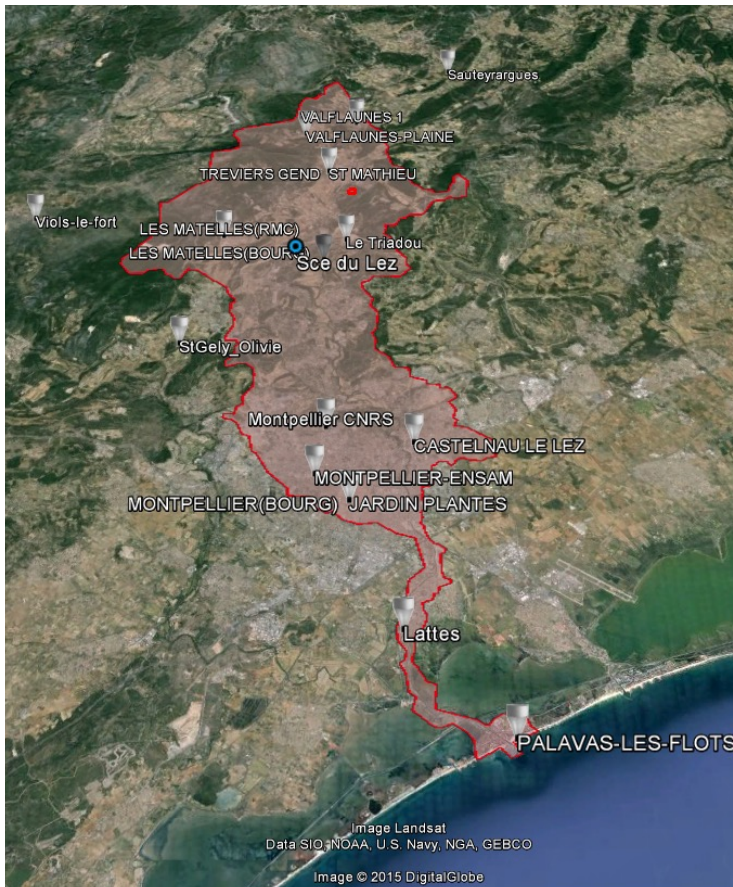 Sauteyrargues
VALFLAUNES 1
VALFLAUNES-PLAINE
TREVIERS GEND ST MATHIEU
Viols-le-fort
LES MATELLES(RMC)
Le Triadou
LES MATELLES(BOURG)
Sce du Lez
StGely_Olivie
Montpellier CNRS
CASTELNAU LE LEZ
MONTPELLIER-ENSAM
MONTPELLIER(BOURG) JARDIN PLANTES
Lattes
PALAVAS-LES-FLOTS
Image Landsat
Data SIO, NOAA, U.S. Navy, NGA, GEBCO
Image © 2015 DigitalGlobe